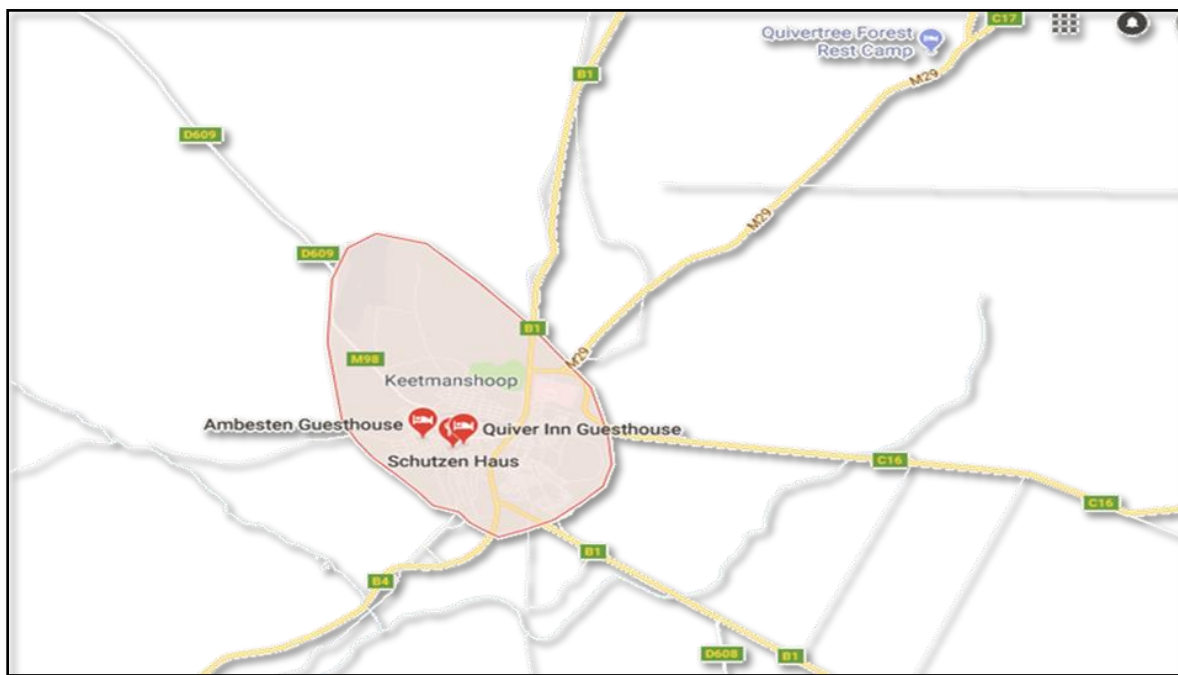 C17
Quivertree Forest
Rest Camp
B1
M29
D609
M29
D609
B1
M29
M98
Keetmanshoop
Ambesten Guesthouse
Quiver Inn Guesthouse
Schutzen Haus
C16
C16
B1
B4
D608
B1